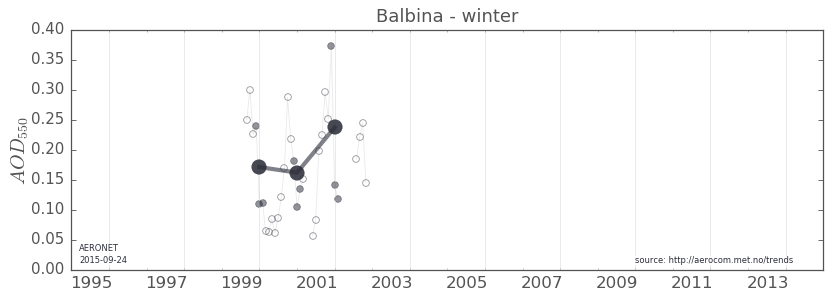 Balbina - winter
0.40
0.35
0.30
0.25
0.20
0.15
0.10
0.05
0.00
AOD550
AERONET
2015-09-24
source: http://aerocom.met.no/trends
1995 1997 1999 2001 2003 2005 2007 2009 2011 2013